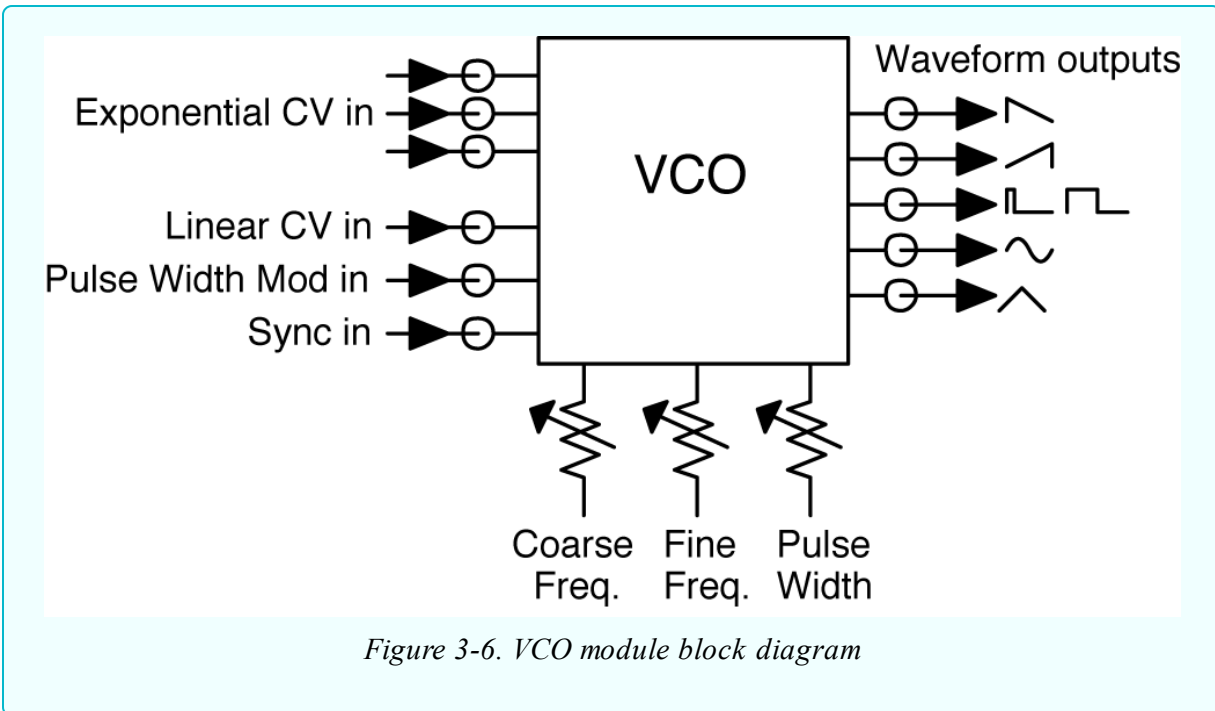 Waveform outputs
Exponential CV in
VCO
Linear CV in
Pulse Width Mod in
Sync in
Coarse Freq.
Fine Freq.
Pulse Width
Figure 3-6. VCO module block diagram